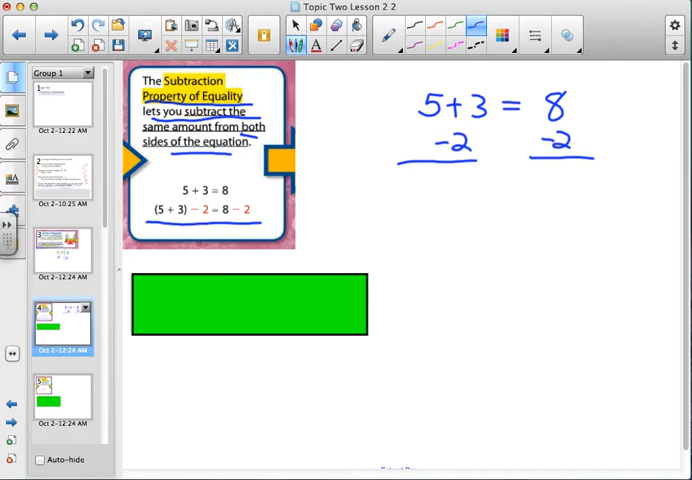 Topic Two Lesson 2 2
Group 1
Oct 2-12:22 AM
Oct 2-10:25 AM
Oct 2-12:24 AM
Oct 2-12:24 AM
Oct 2-12:24 AM
Auto-hide
The Subtraction
Property of Equality
lets you subtract the
same amount from both
sides of the equation.
5 + 3 = 8
(5 + 3) − 2 = 8 − 2
5+3 = 8
-2 -2